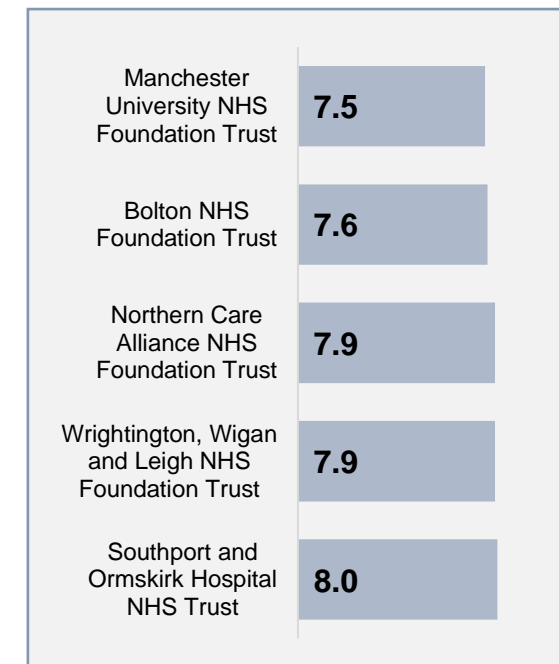 Manchester
University NHS
Foundation Trust
7.5
Bolton NHS
Foundation Trust
7.6
Northern Care
Alliance NHS
Foundation Trust
7.9
Wrightington, Wigan
and Leigh NHS
Foundation Trust
7.9
Southport and
Ormskirk Hospital
NHS Trust
8.0